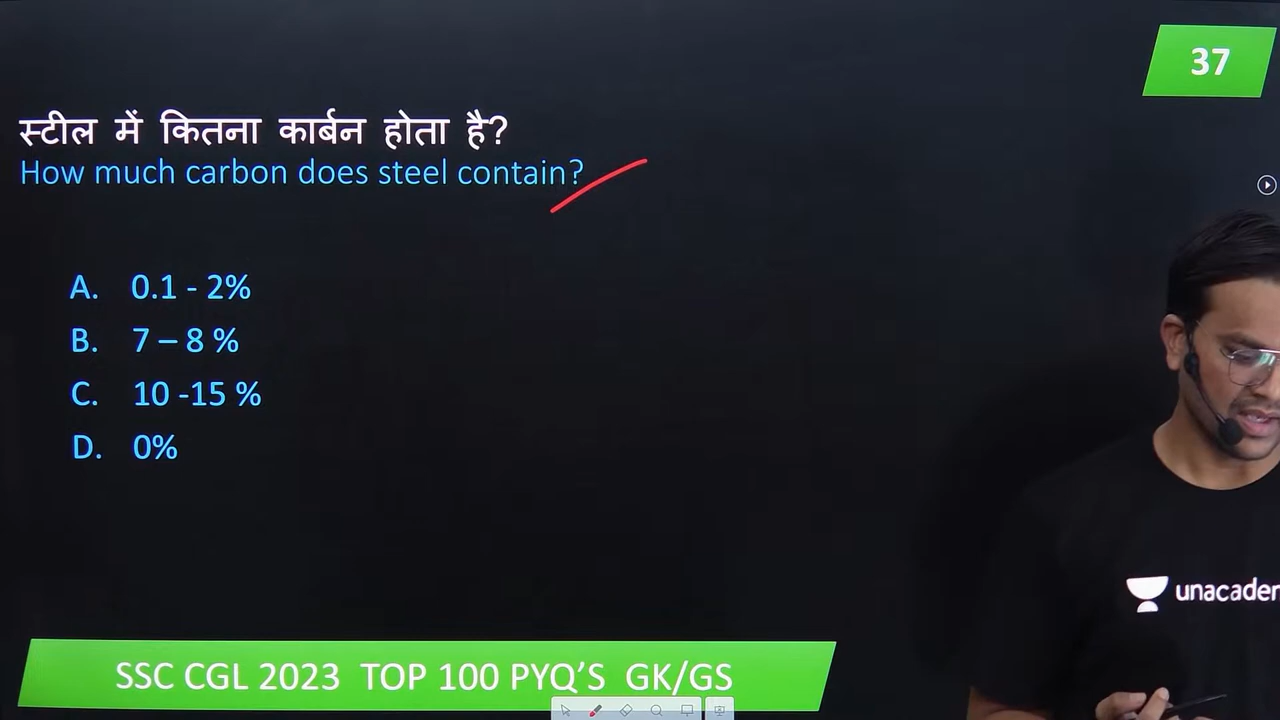 37
स्टील में कितना कार्बन होता है?
How much carbon does steel contain?
A. 0.1 - 2%
B. 7 – 8 %
C. 10 -15 %
D. 0%
unacadem
SSC CGL 2023 TOP 100 PYQ’S GK/GS